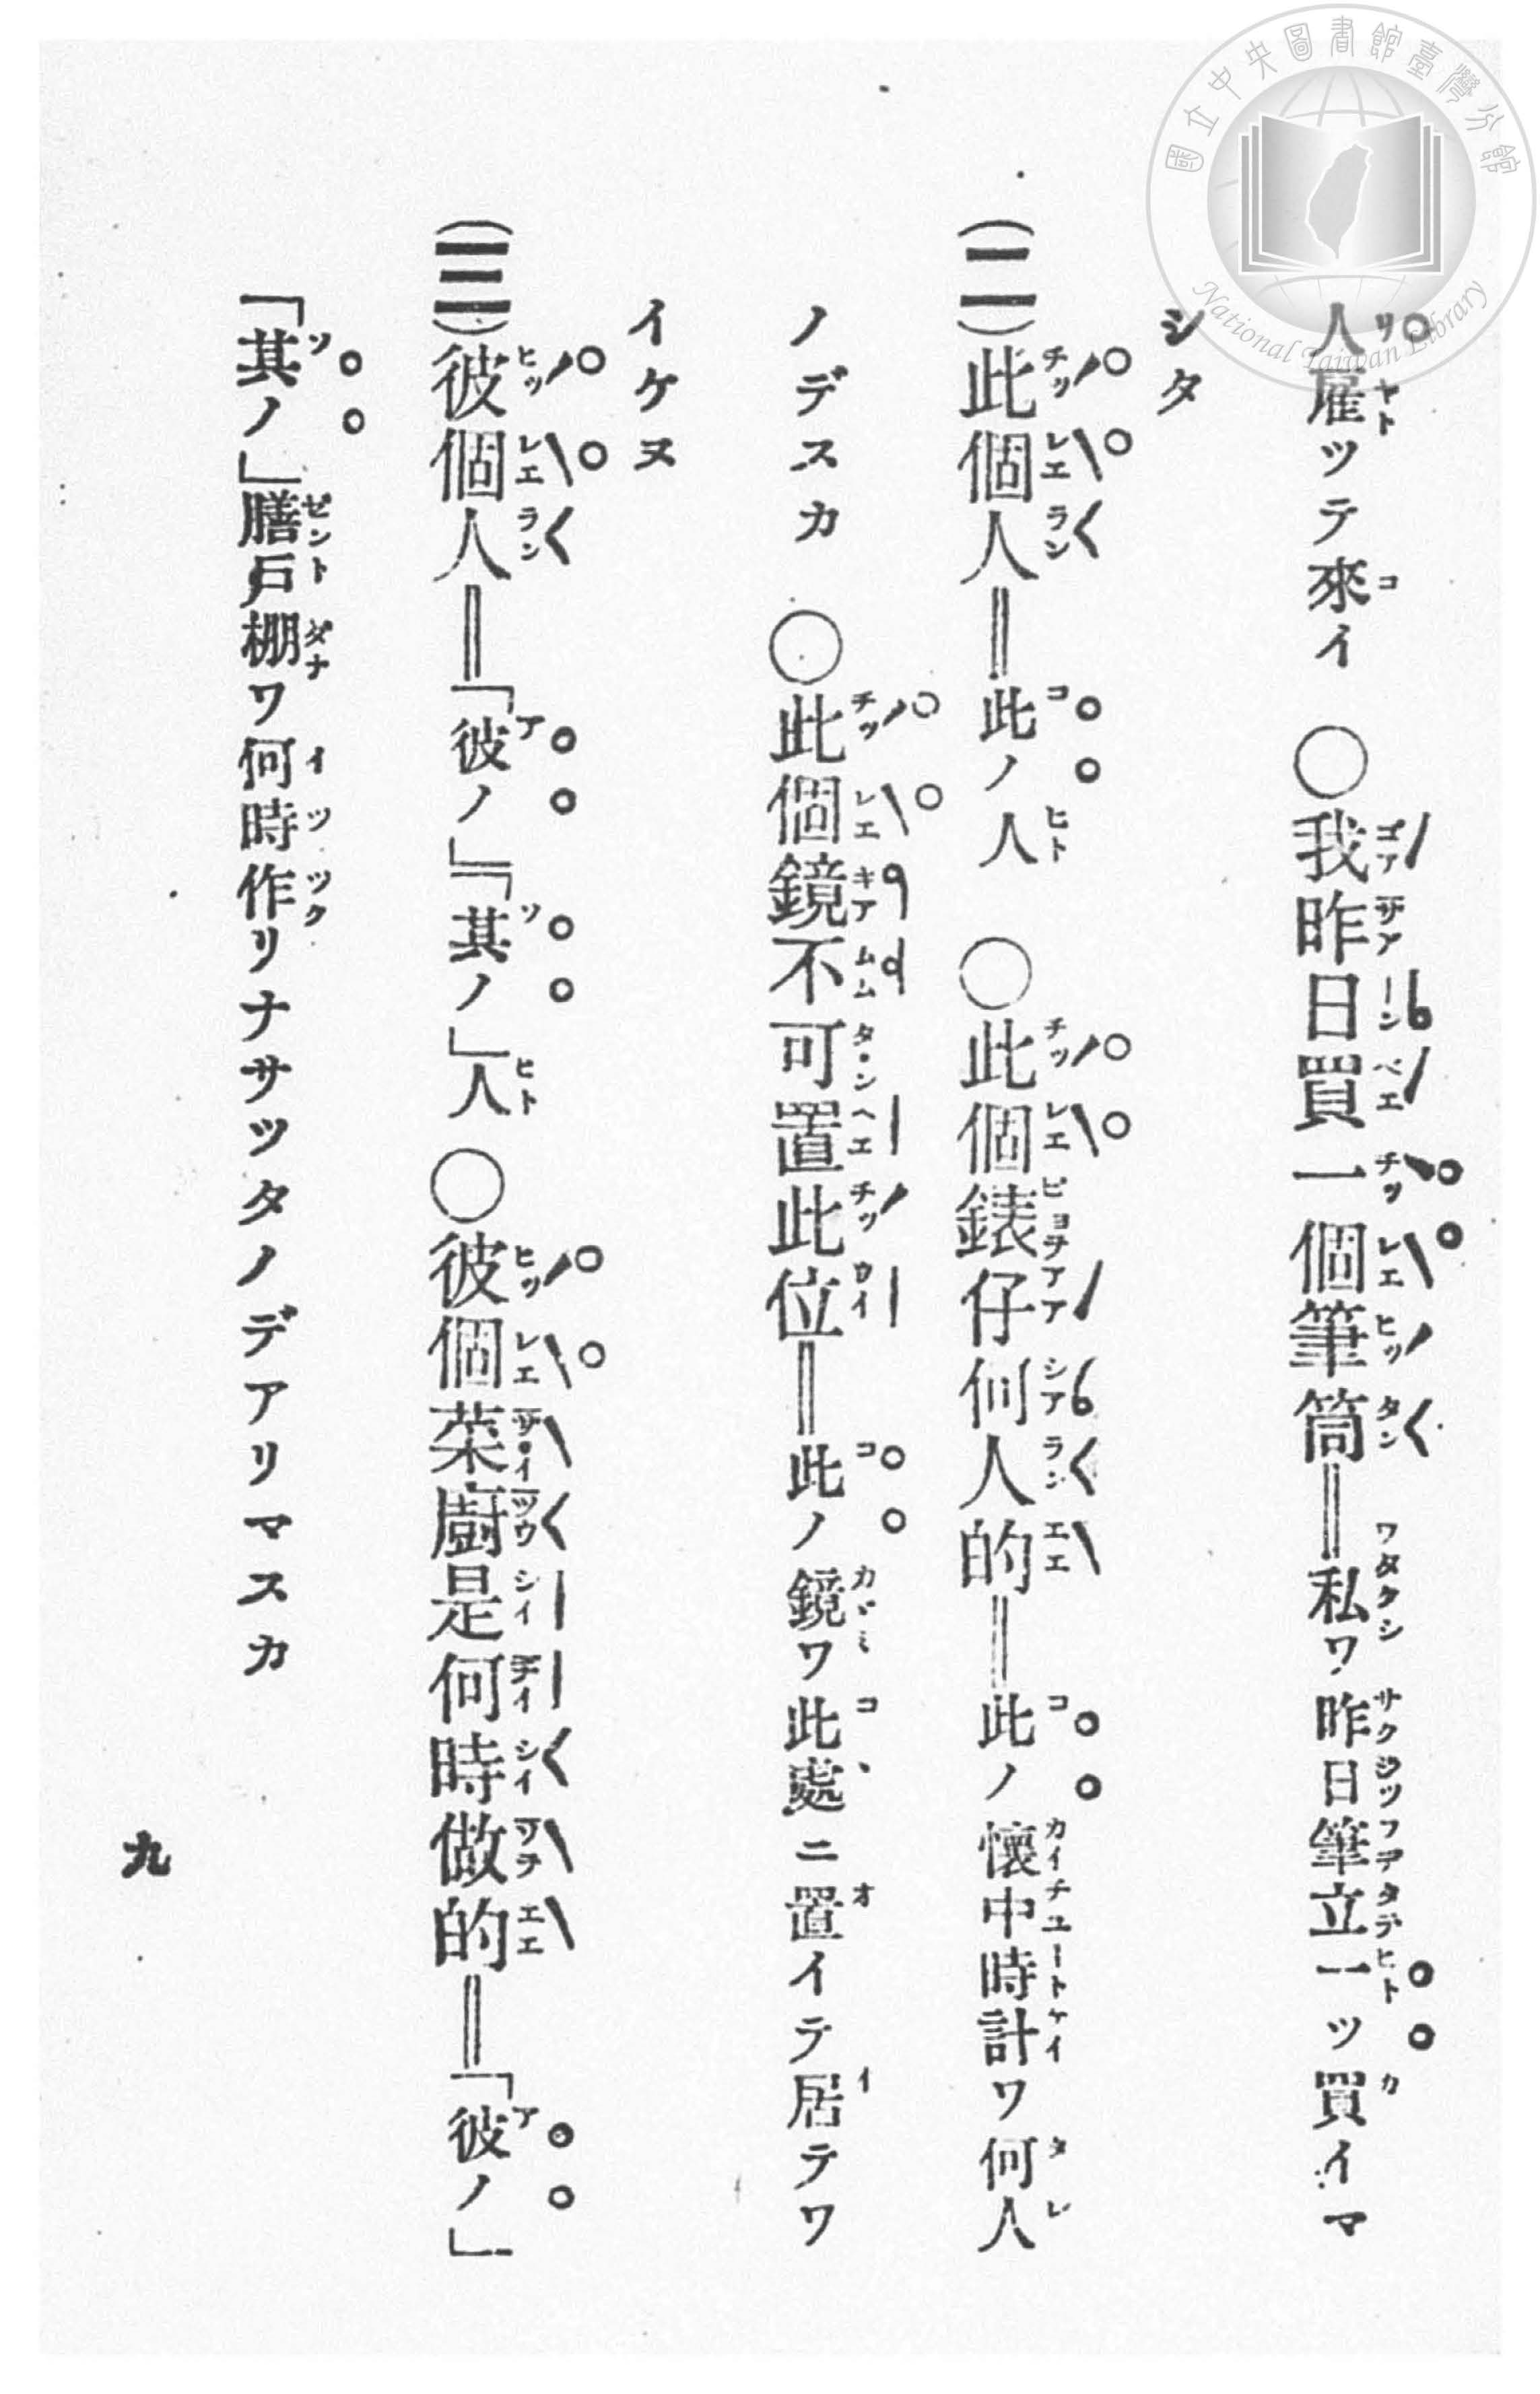 人雇ッテ來イ ○我昨日買一個筆筒=私ワ昨日筆立一ッ買イマ
シタ
(二)此個人=此ノ人 ○此個錶仔何人的=此ノ懷中時計ワ何人
ノデスカ ○此個鏡不可置此位=此ノ鏡ワ此處ニ置イテ居テワ
イケヌ
(三)彼個人=「彼ノ」「其ノ」人 ○彼個菜廚是何時做的=「彼ノ」
「其ノ」膳戶棚ワ何時作リナサッタノデアリマスカ
九
國立中央圖書館臺灣分館
National Taiwan Library